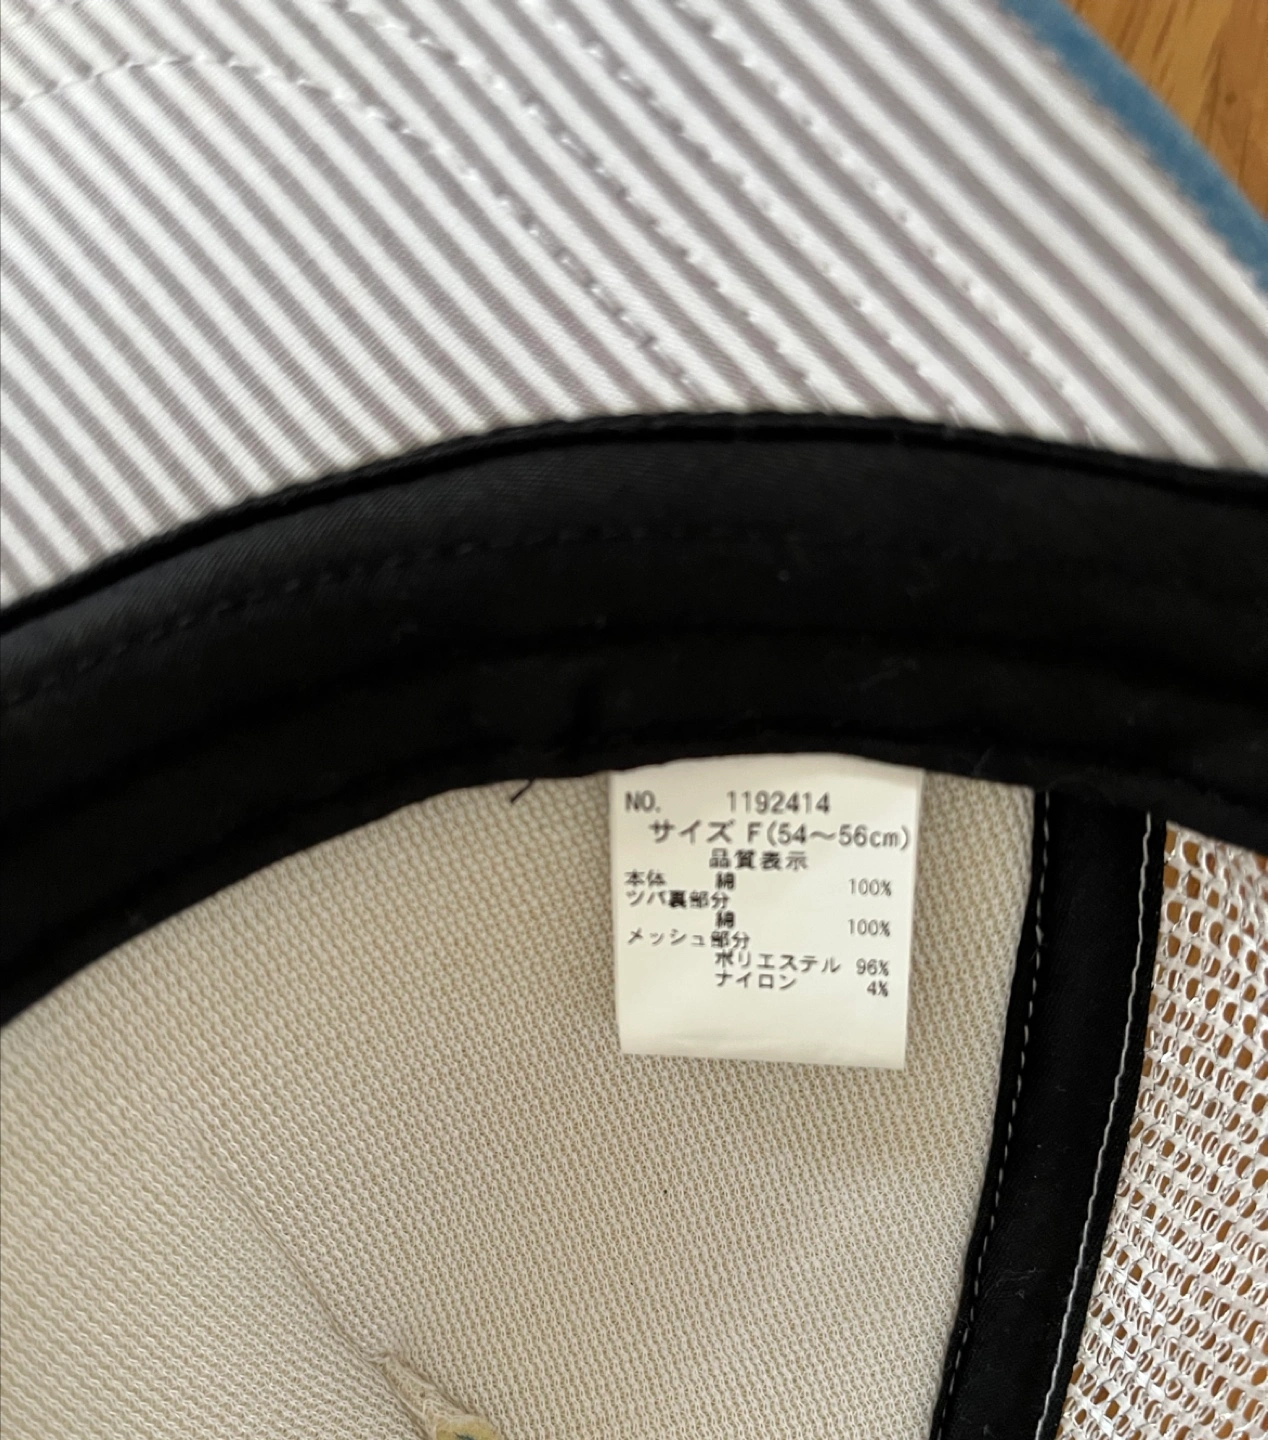 NO. 1192414
サイズ F(54～56cm)
品質表示
本体 綿 100%
ツバ裏部分
綿 100%
メッシュ部分
ポリエステル 96%
ナイロン 4%